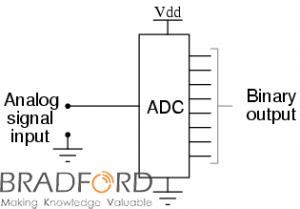 Vdd
Analog
signal
input
ADC
Binary
output
BRADFORD
Making Knowledge Valuable